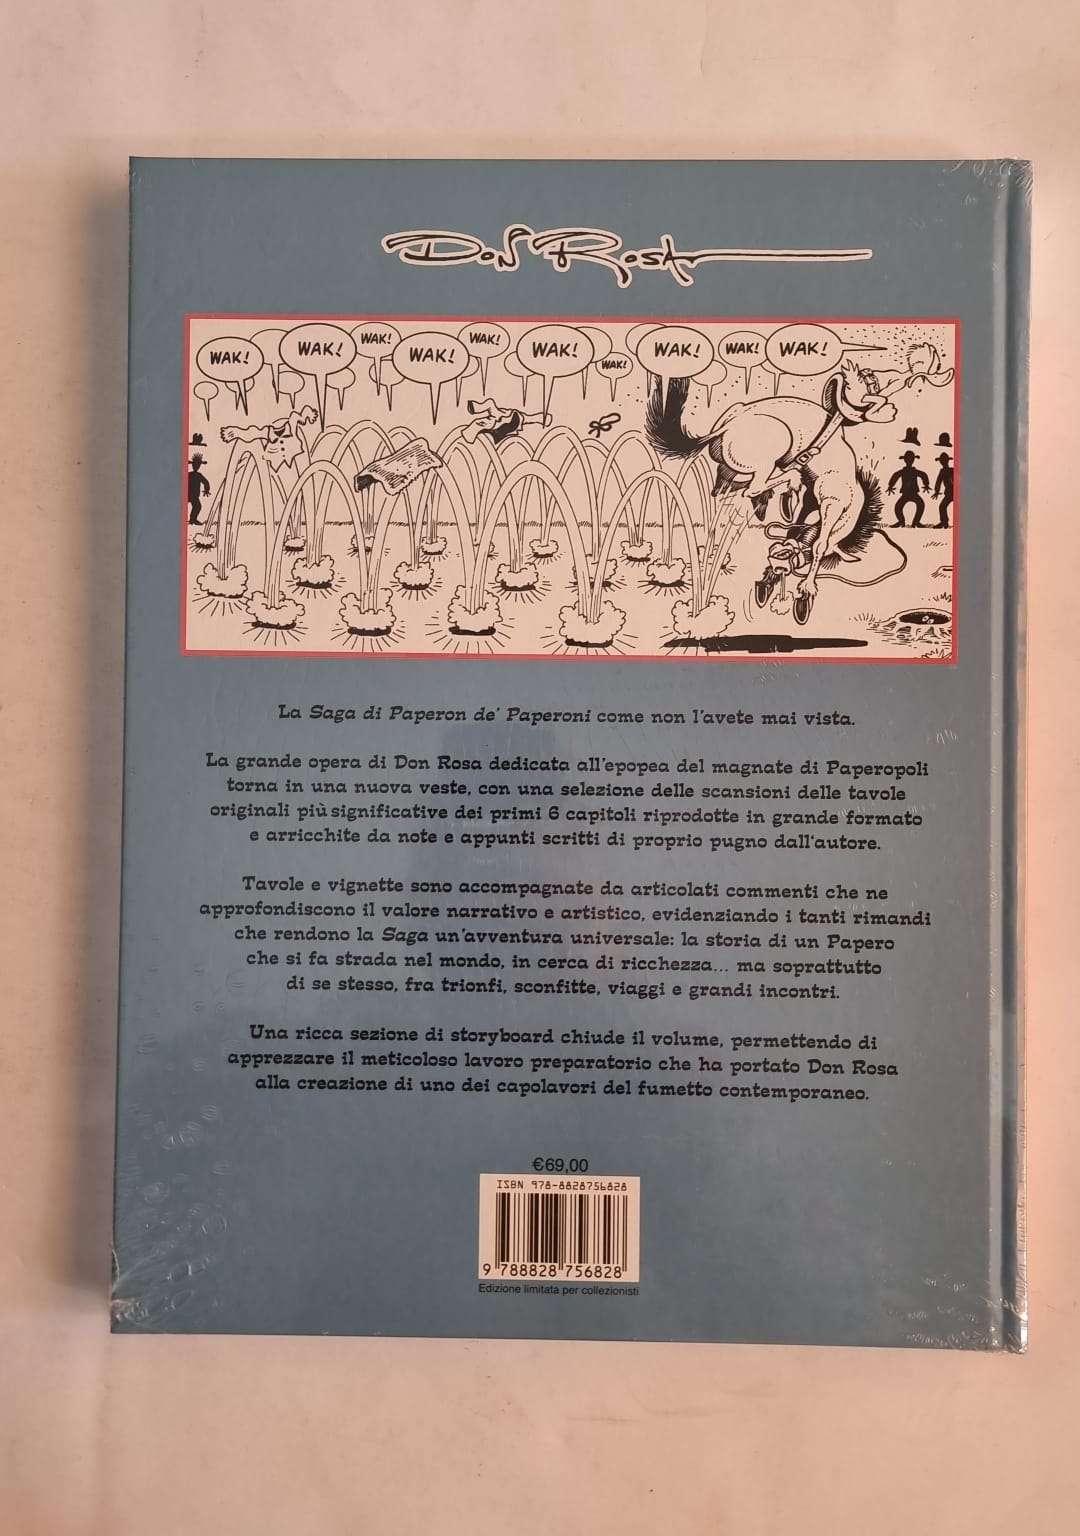 Don Rosa
WAK! WAK! WAK! WAK! WAK! WAK! WAK! WAK! WAK! WAK!
La Saga di Paperon de' Paperoni come non l'avete mai vista.
La grande opera di Don Rosa dedicata all'epopea del magnate di Paperopoli
torna in una nuova veste, con una selezione delle scansioni delle tavole
originali più significative dei primi 6 capitoli riprodotte in grande formato
e arricchite da note e appunti scritti di proprio pugno dall'autore.
Tavole e vignette sono accompagnate da articolati commenti che ne
approfondiscono il valore narrativo e artistico, evidenziando i tanti rimandi
che rendono la Saga un'avventura universale: la storia di un Papero
che si fa strada nel mondo, in cerca di ricchezza... ma soprattutto
di se stesso, fra trionfi, sconfitte, viaggi e grandi incontri.
Una ricca sezione di storyboard chiude il volume, permettendo di
apprezzare il meticoloso lavoro preparatorio che ha portato Don Rosa
alla creazione di uno dei capolavori del fumetto contemporaneo.
€69,00
ISBN 978-8828756828
9 788828 756828
Edizione limitata per collezionisti